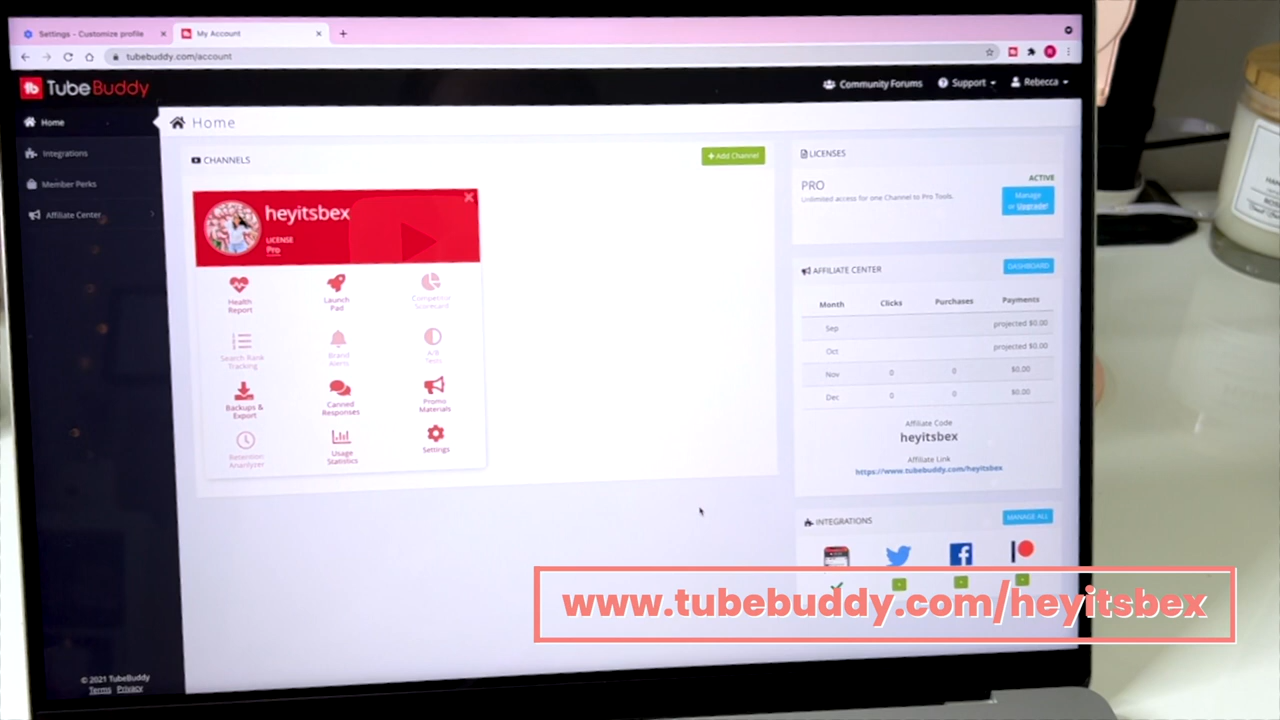 Settings - Customize profile
My Account
tubebuddy.com/account
TubeBuddy
Community Forums
Support
Rebecca
Home
Integrations
Member Perks
Affiliate Center
Home
CHANNELS
+ Add Channel
heyitsbex
LICENSE
Pro
Health Report
Launch Pad
Competitor Scorecard
Search Rank Tracking
Brand Alerts
A/B Tests
Backups & Export
Canned Responses
Promo Materials
Retention Ananlyzer
Usage Statistics
Settings
LICENSES
PRO
ACTIVE
Unlimited access for one Channel to Pro Tools.
Manage
or Upgrade!
AFFILIATE CENTER
DASHBOARD
Month Clicks Purchases Payments
Sep projected $0.00
Oct projected $0.00
Nov 0 0 $0.00
Dec 0 0 $0.00
Affiliate Code
heyitsbex
Affiliate Link
https://www.tubebuddy.com/heyitsbex
INTEGRATIONS
MANAGE ALL
www.tubebuddy.com/heyitsbex
© 2021 TubeBuddy
Terms Privacy